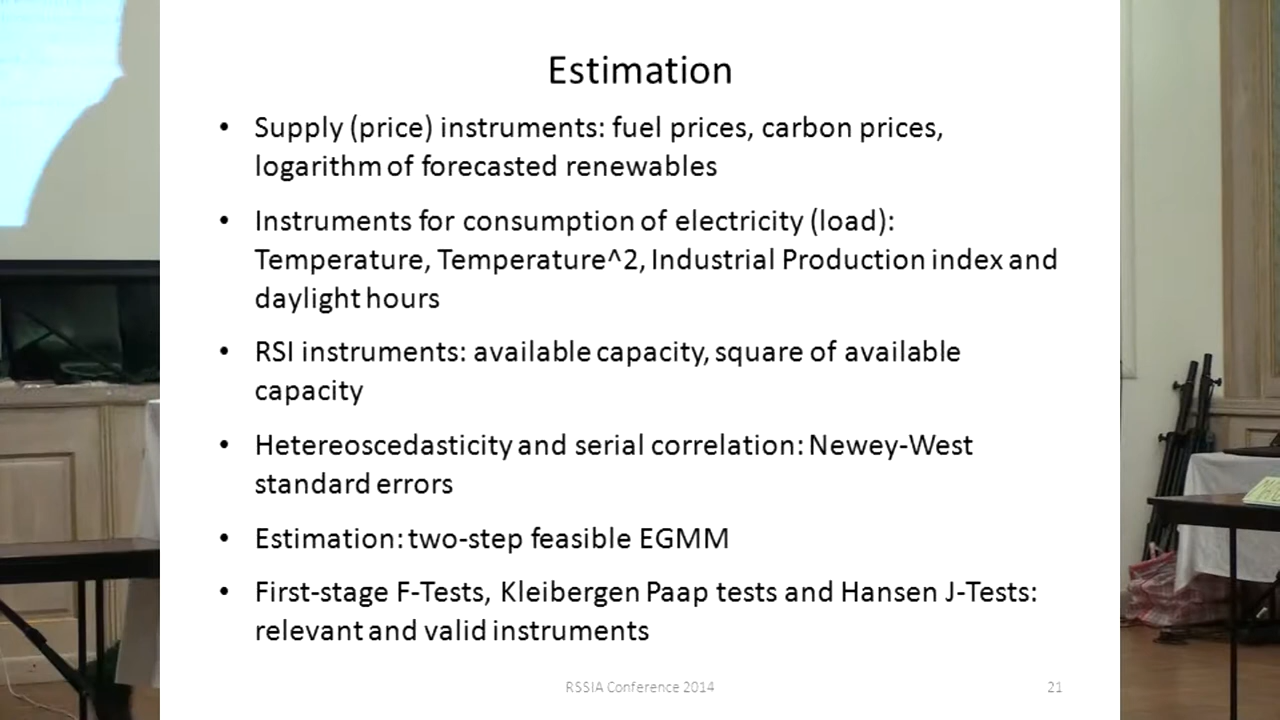 Estimation
• Supply (price) instruments: fuel prices, carbon prices,
logarithm of forecasted renewables
• Instruments for consumption of electricity (load):
Temperature, Temperature^2, Industrial Production index and
daylight hours
• RSI instruments: available capacity, square of available
capacity
• Hetereoscedasticity and serial correlation: Newey-West
standard errors
• Estimation: two-step feasible EGMM
• First-stage F-Tests, Kleibergen Paap tests and Hansen J-Tests:
relevant and valid instruments
RSSIA Conference 2014
21